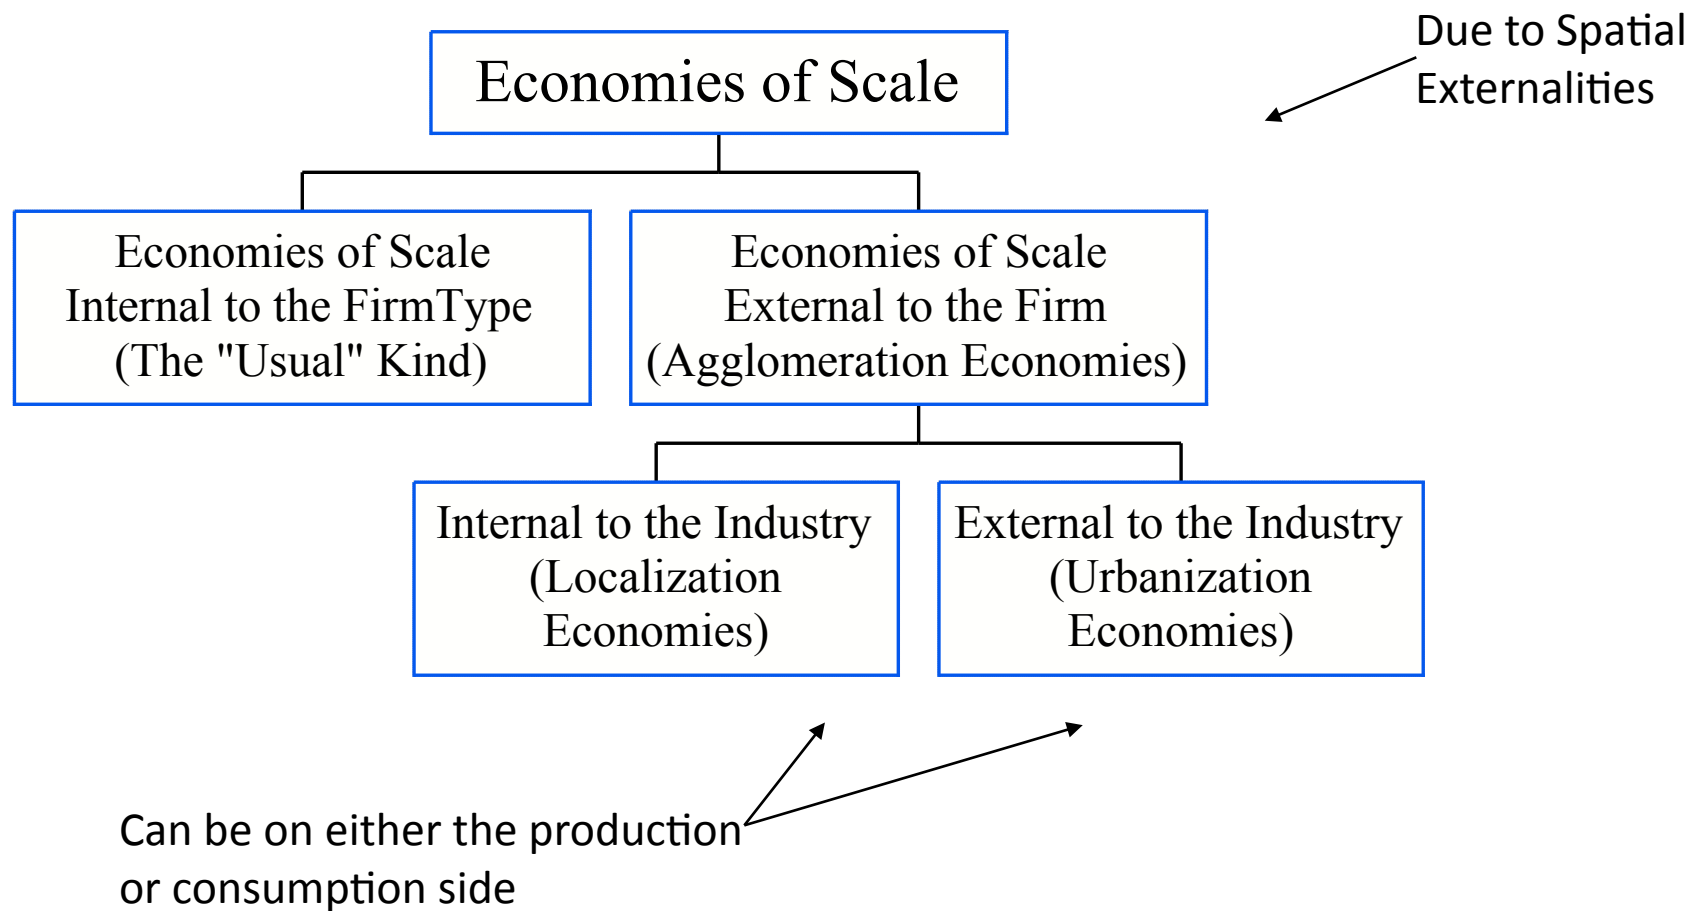 Due to Spatial
Externalities
Economies of Scale
Economies of Scale
Internal to the FirmType
(The "Usual" Kind)
Economies of Scale
External to the Firm
(Agglomeration Economies)
Internal to the Industry
(Localization
Economies)
External to the Industry
(Urbanization
Economies)
Can be on either the production
or consumption side